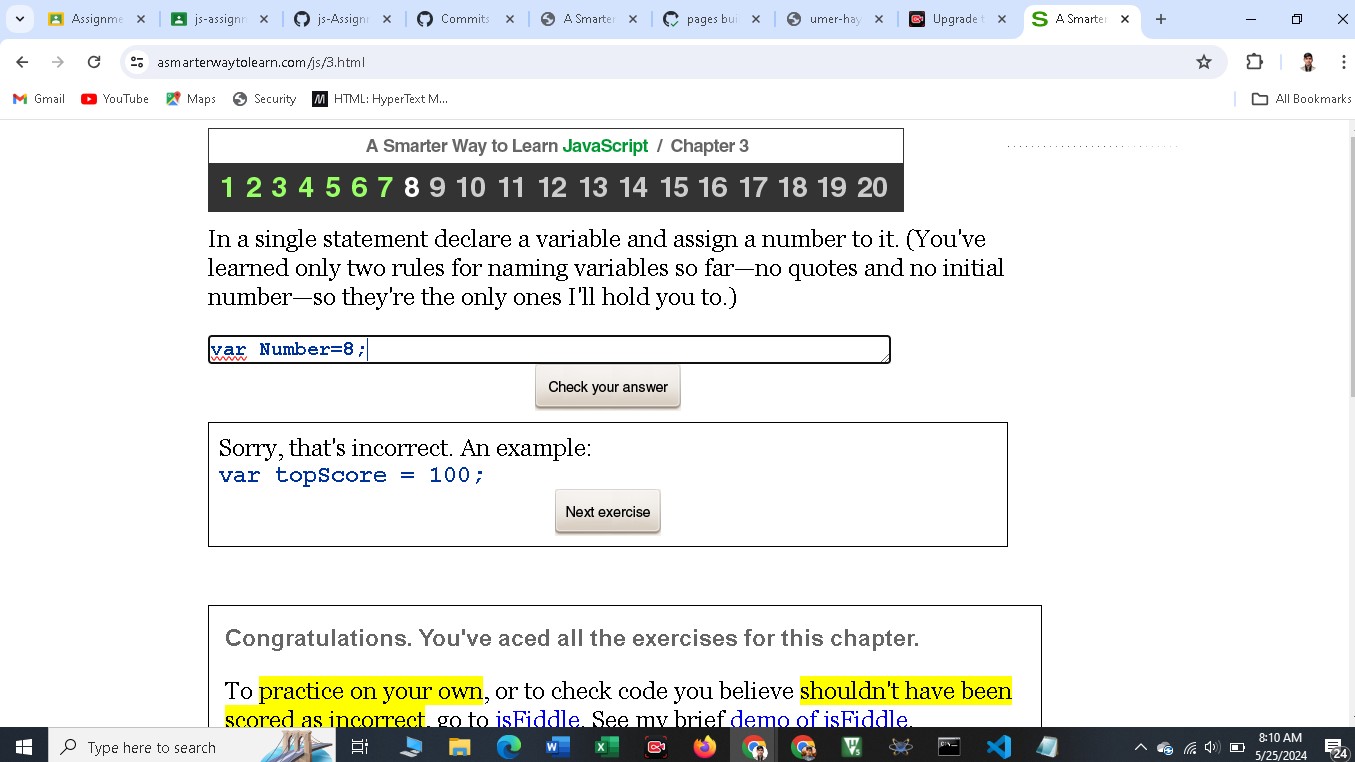 Assignme
js-assignn
js-Assignn
Commits
A Smarter
pages bui
umer-hay
Upgrade t
A Smarter
asmarterwaytolearn.com/js/3.html
Gmail
YouTube
Maps
Security
HTML: HyperText M...
All Bookmarks
A Smarter Way to Learn JavaScript / Chapter 3
1 2 3 4 5 6 7 8 9 10 11 12 13 14 15 16 17 18 19 20
In a single statement declare a variable and assign a number to it. (You've
learned only two rules for naming variables so far—no quotes and no initial
number—so they're the only ones I'll hold you to.)
var Number=8;
Check your answer
Sorry, that's incorrect. An example:
var topScore = 100;
Next exercise
Congratulations. You've aced all the exercises for this chapter.
To practice on your own, or to check code you believe shouldn't have been
scored as incorrect, go to jsFiddle. See my brief demo of jsFiddle.
Type here to search
8:10 AM
5/25/2024
24